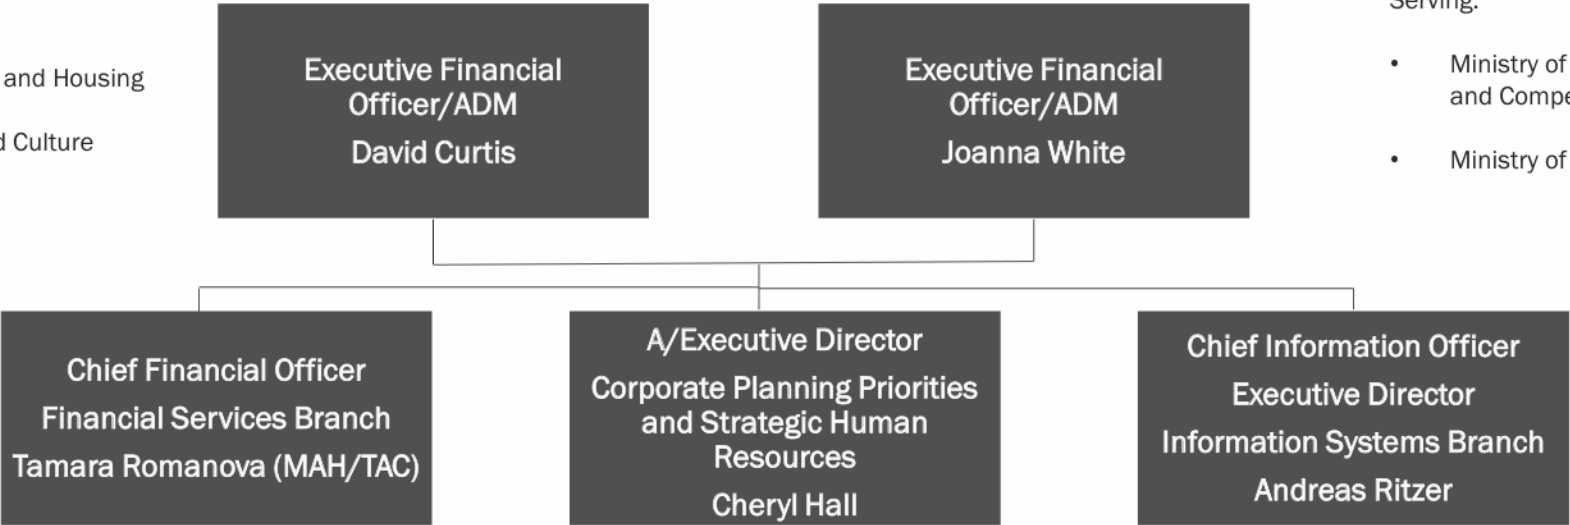 and Housing
Culture
Executive Financial
Officer/ADM
David Curtis
Executive Financial
Officer/ADM
Joanna White
Serving:
• Ministry of
and
• Ministry of
Chief Financial Officer
Financial Services Branch
Tamara Romanova (MAH/TAC)
A/Executive Director
Corporate Planning Priorities
and Strategic Human
Resources
Cheryl Hall
Chief Information Officer
Executive Director
Information Systems Branch
Andreas Ritzer